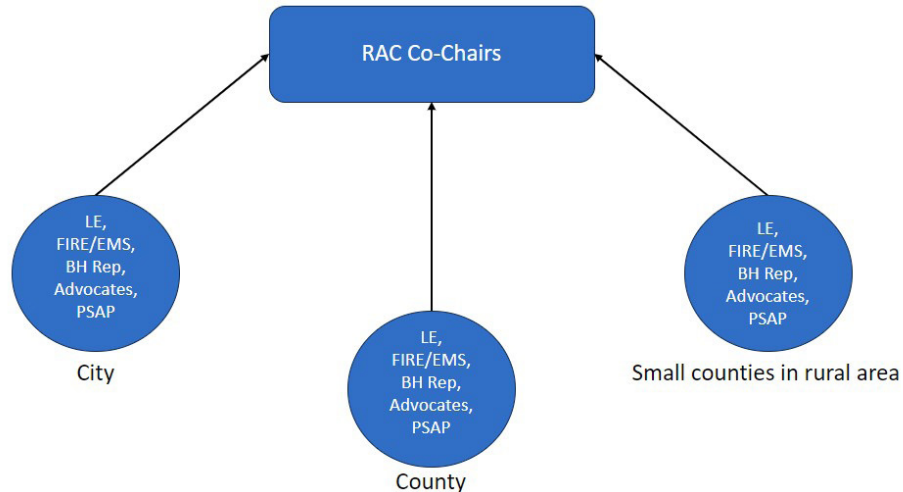 RAC Co-Chairs
LE,
FIRE/EMS,
BH Rep,
Advocates,
PSAP
City
LE,
FIRE/EMS,
BH Rep,
Advocates,
PSAP
County
LE,
FIRE/EMS,
BH Rep,
Advocates,
PSAP
Small counties in rural area